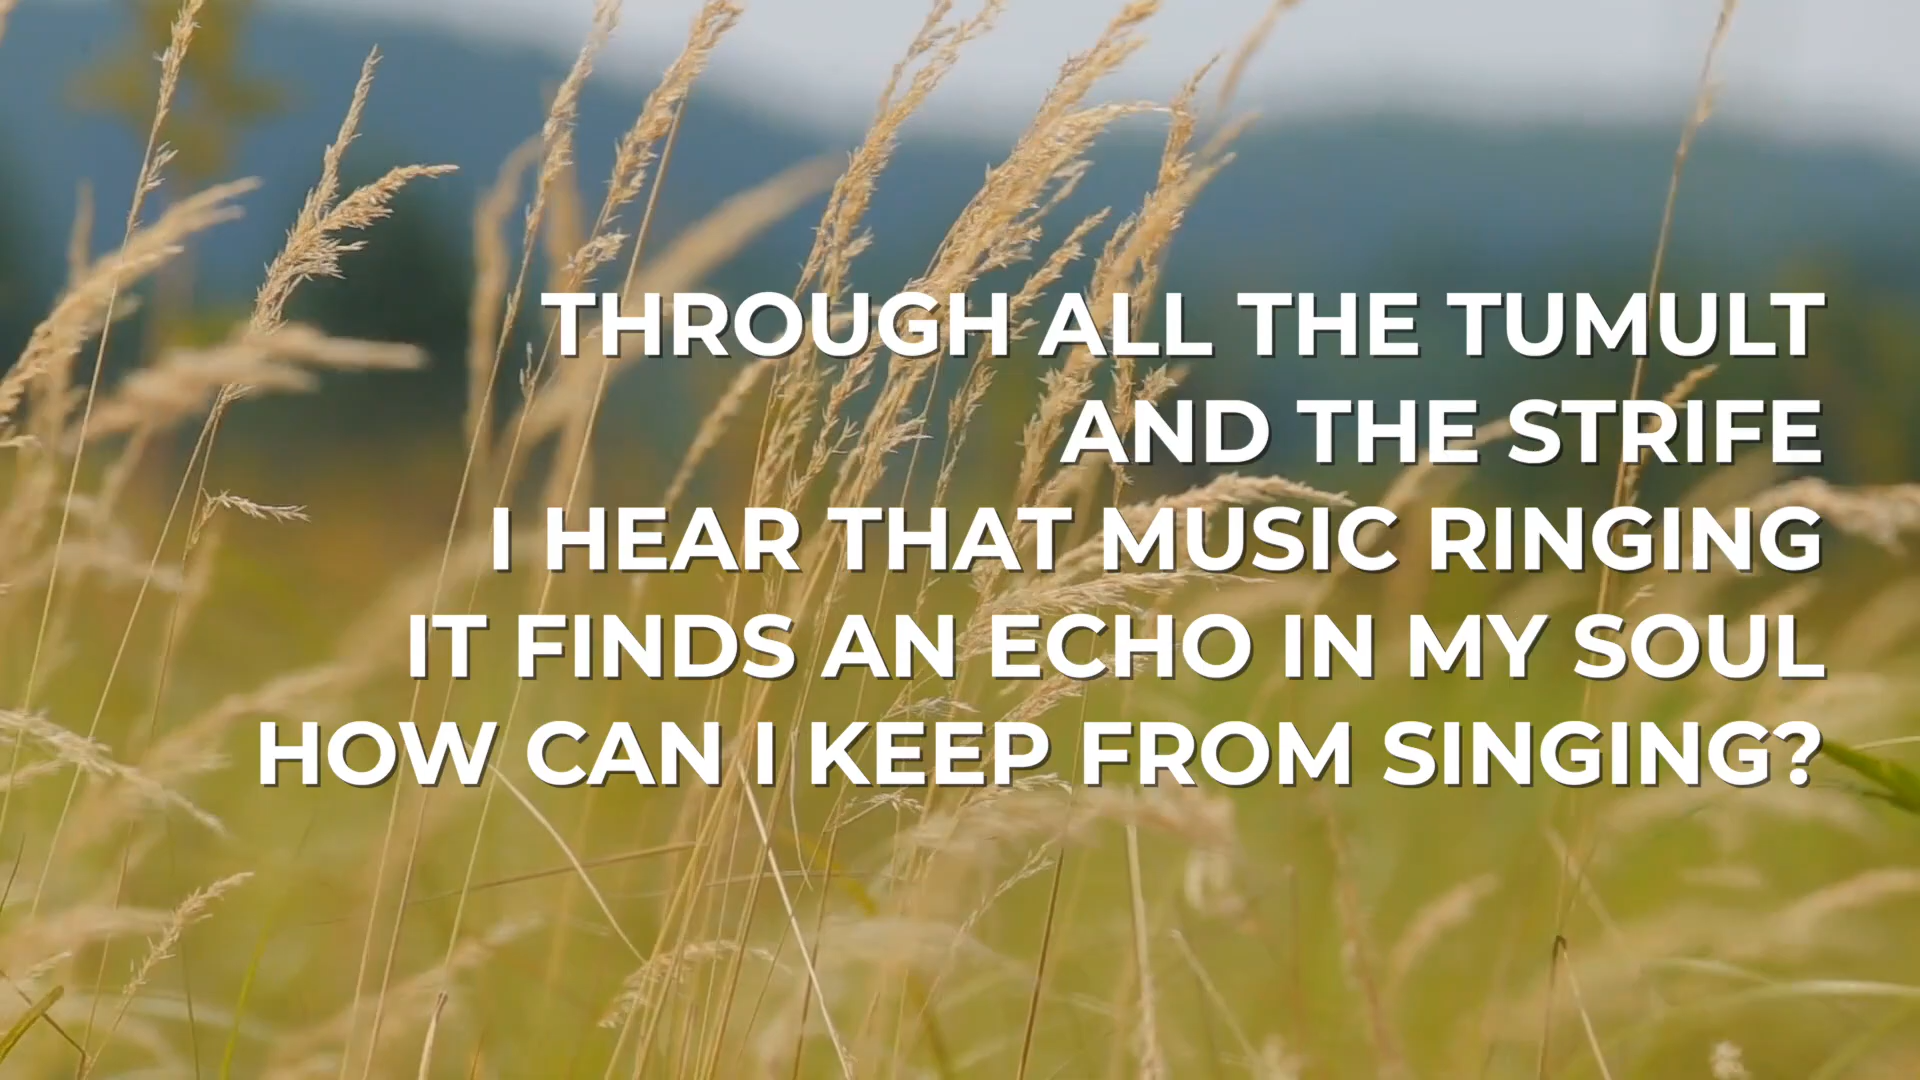 THROUGH ALL THE TUMULT
AND THE STRIFE
I HEAR THAT MUSIC RINGING
IT FINDS AN ECHO IN MY SOUL
HOW CAN I KEEP FROM SINGING?